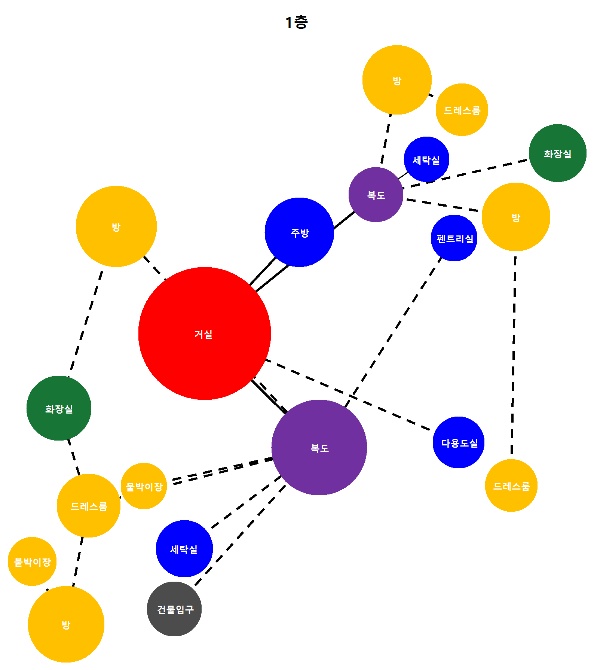 1층
방
드레스룸
세탁실
화장실
복도
방
방
주방
펜트리실
거실
화장실
다용도실
복도
붙박이장
드레스룸
드레스룸
세탁실
붙박이장
건물입구
방